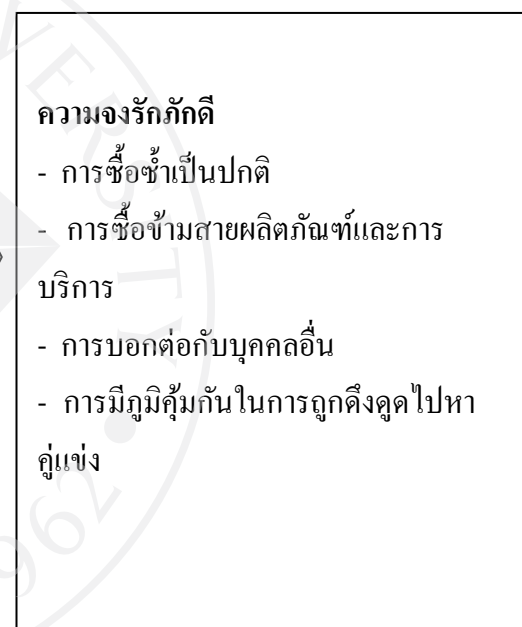 ความจงรักภักดี
- การซื้อซ้ำเป็นปกติ
- การซื้อข้ามสายผลิตภัณฑ์และการ
บริการ
- การบอกต่อกับบุคคลอื่น
- การมีภูมิคุ้มกันในการถูกดึงดูดไปหา
คู่แข่ง